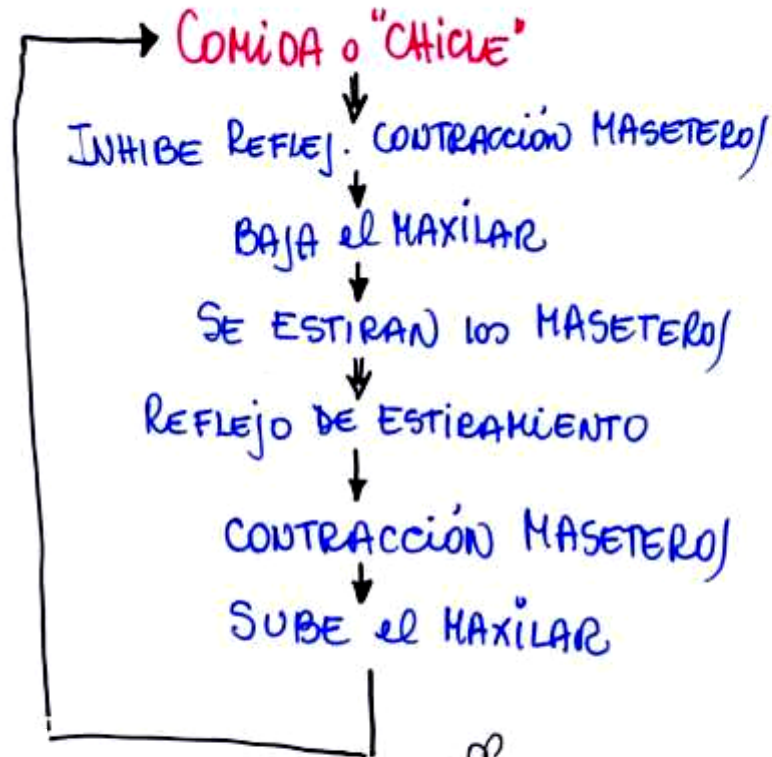 COMIDA o "CHICLE"
INHIBE REFLEJ. CONTRACCIÓN MASETEROS
BAJA el MAXILAR
SE ESTIRAN los MASETEROS
REFLEJO DE ESTIRAMIENTO
CONTRACCIÓN MASETEROS
SUBE el MAXILAR